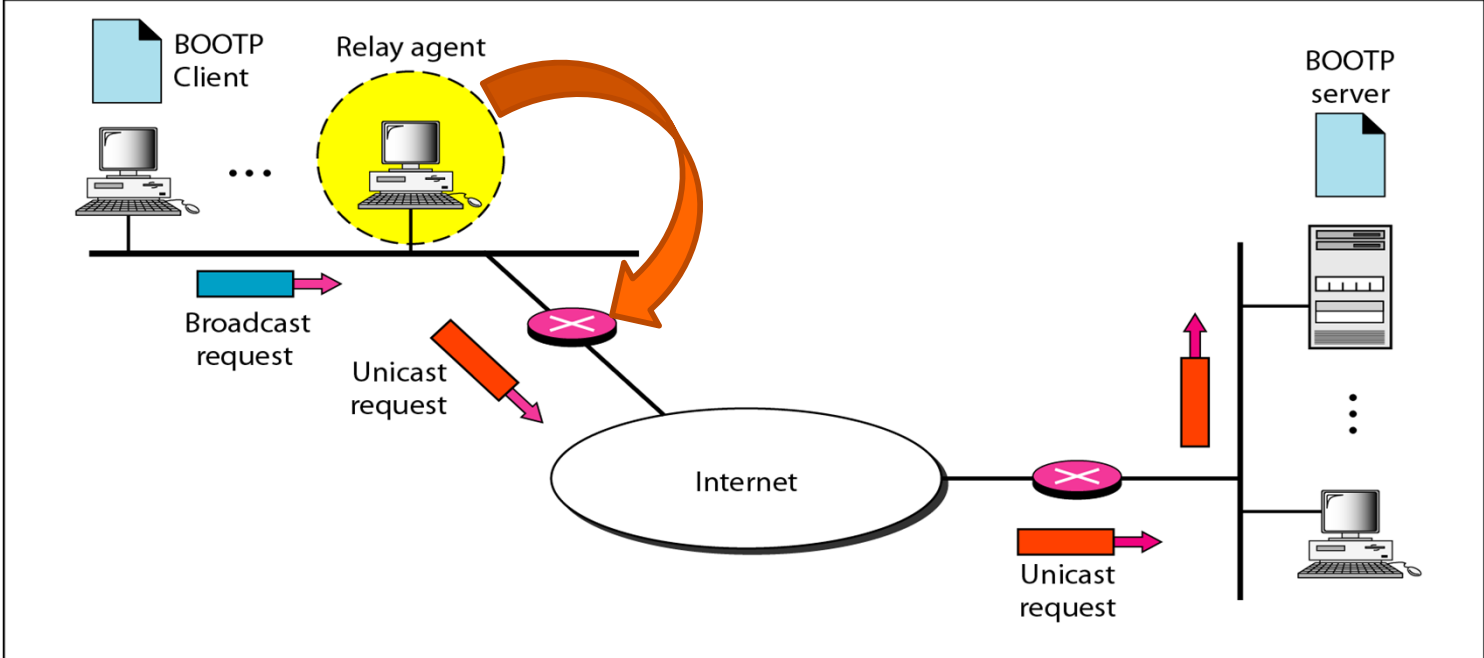 BOOTP
Client
Relay agent
BOOTP
server
Broadcast
request
Unicast
request
Internet
Unicast
request